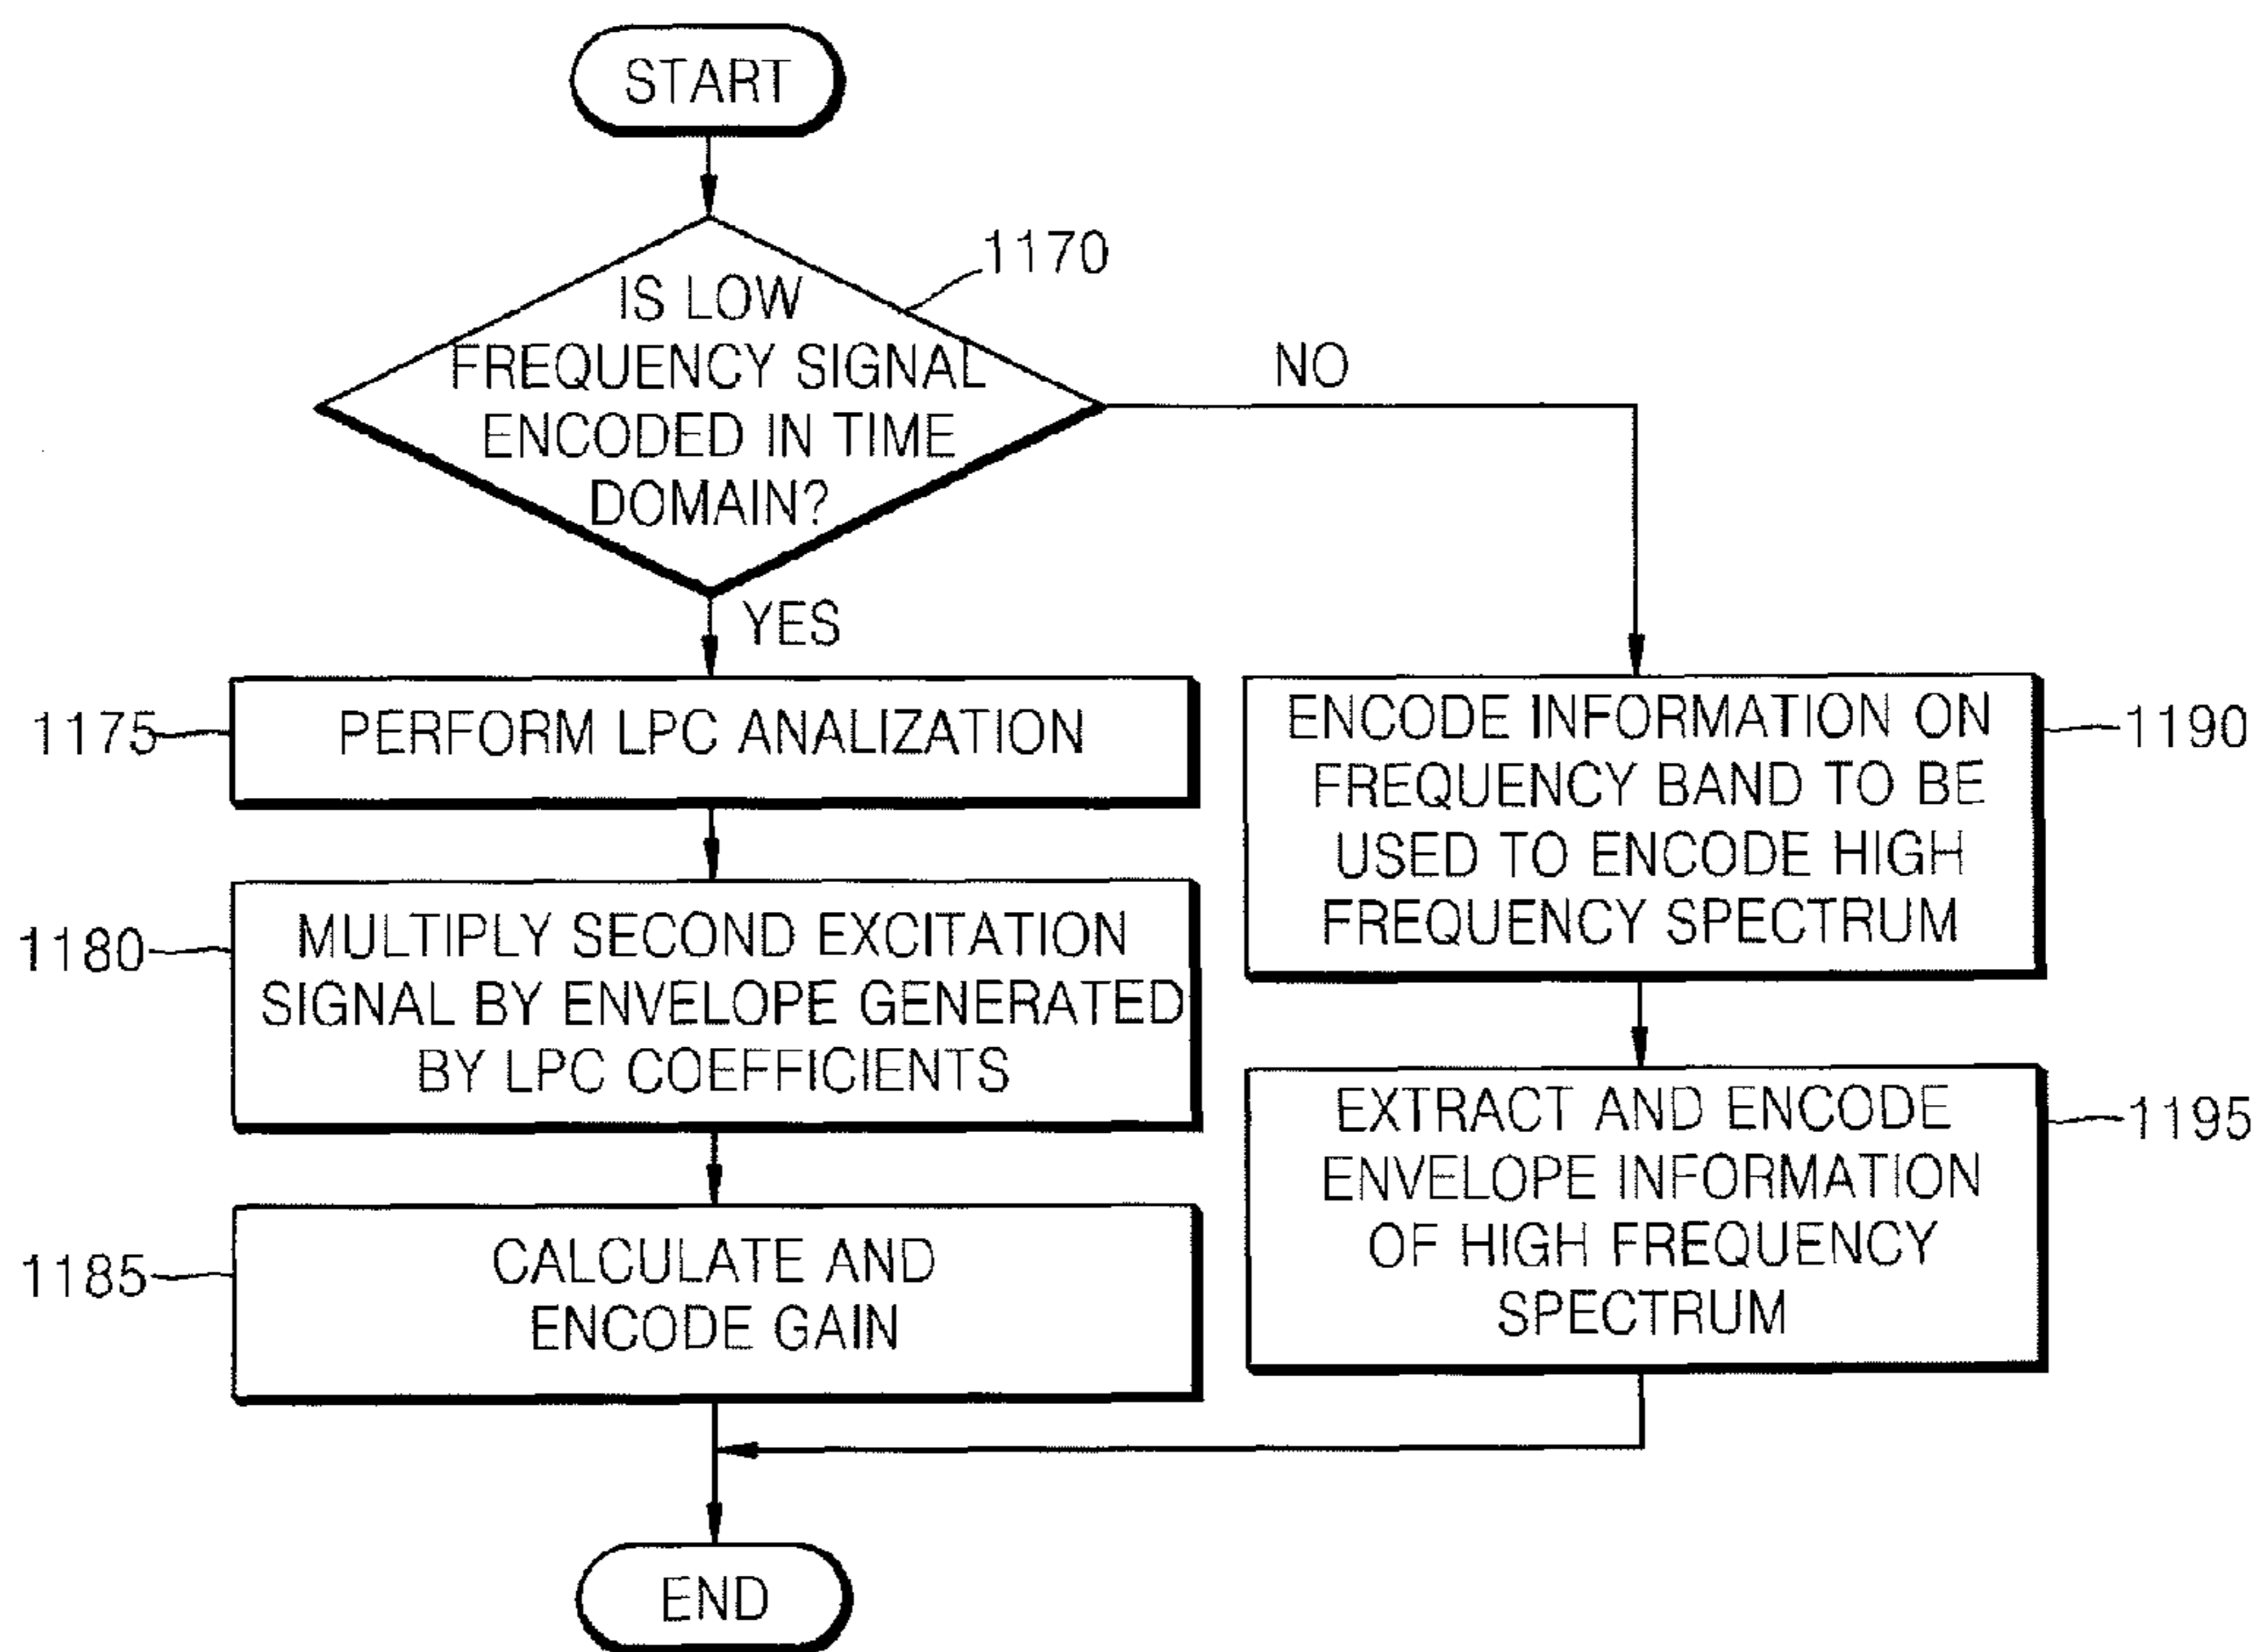 START
1170
IS LOW
FREQUENCY SIGNAL
ENCODED IN TIME
DOMAIN?
NO
YES
1175
PERFORM LPC ANALIZATION
1180
MULTIPLY SECOND EXCITATION
SIGNAL BY ENVELOPE GENERATED
BY LPC COEFFICIENTS
1185
CALCULATE AND
ENCODE GAIN
ENCODE INFORMATION ON
FREQUENCY BAND TO BE
USED TO ENCODE HIGH
FREQUENCY SPECTRUM
1190
EXTRACT AND ENCODE
ENVELOPE INFORMATION
OF HIGH FREQUENCY
SPECTRUM
1195
END